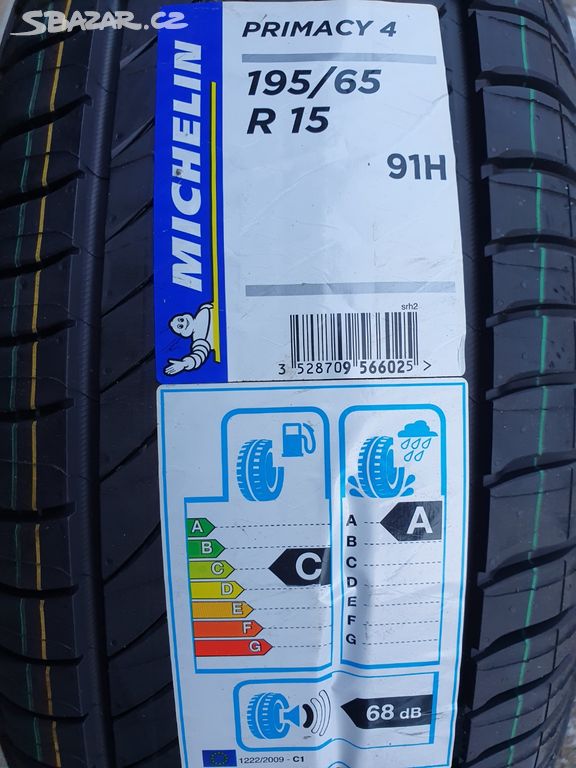 SBAZAR.CZ
MICHELIN
PRIMACY 4
195/65
R 15
91H
srh2
3 528709 566025 >
A
B
C
D
E
F
G
C
A
B
C
D
E
F
G
A
68 dB
1222/2009 - C1